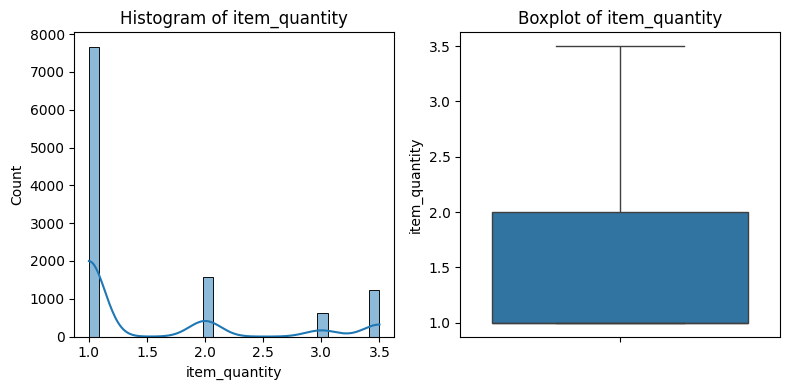 Histogram of item_quantity
8000
7000
6000
5000
4000
3000
2000
1000
0
Count
1.0 1.5 2.0 2.5 3.0 3.5
item_quantity
Boxplot of item_quantity
3.5
3.0
2.5
2.0
1.5
1.0
item_quantity